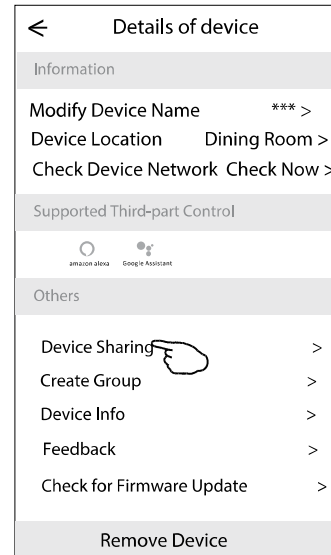 ← Details of device
Information
Modify Device Name *** >
Device Location Dining Room >
Check Device Network Check Now >
Supported Third-part Control
amazon alexa Google Assistant
Others
Device Sharing >
Create Group >
Device Info >
Feedback >
Check for Firmware Update >
Remove Device